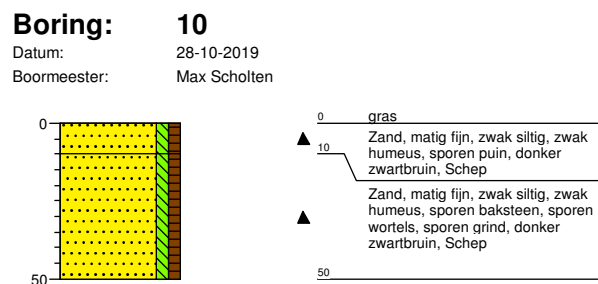 Boring: 10
Datum: 28-10-2019
Boormeester: Max Scholten
0
50
0 gras
Zand, matig fijn, zwak siltig, zwak
10 humeus, sporen puin, donker
zwartbruin, Schep
Zand, matig fijn, zwak siltig, zwak
humeus, sporen baksteen, sporen
wortels, sporen grind, donker
zwartbruin, Schep
50